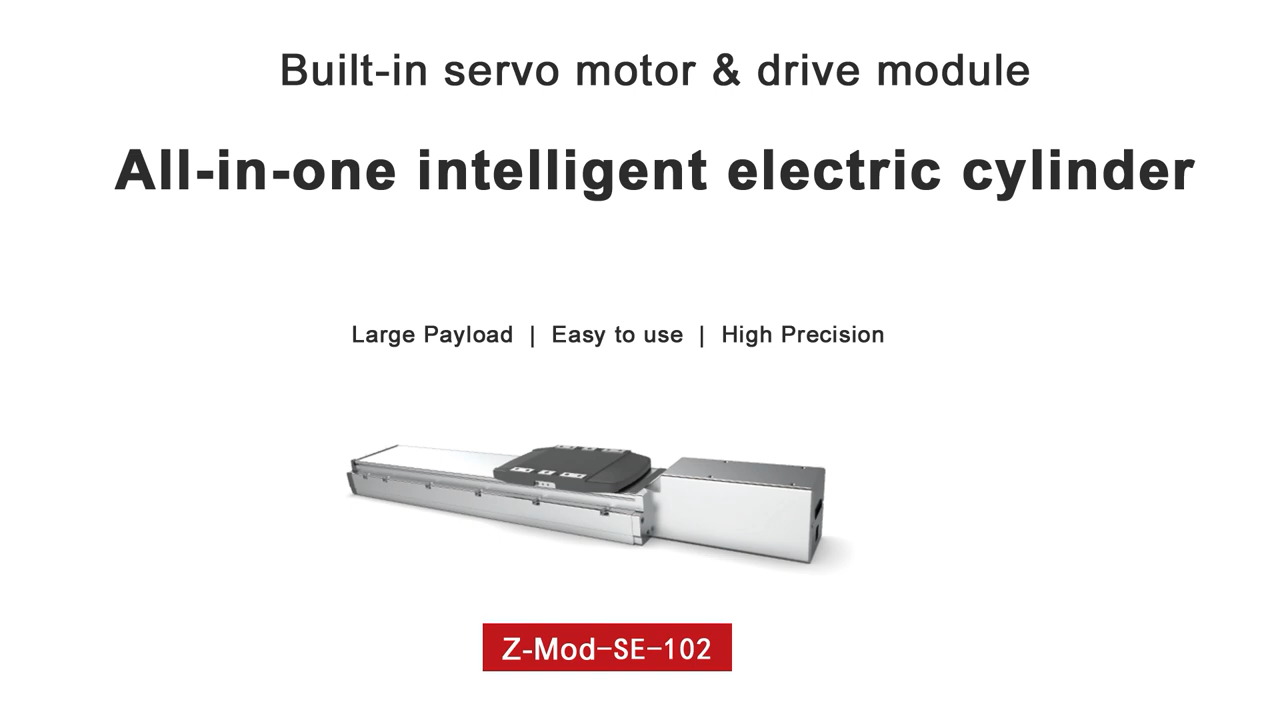 Built-in servo motor & drive module
All-in-one intelligent electric cylinder
Large Payload | Easy to use | High Precision
Z-Mod-SE-102